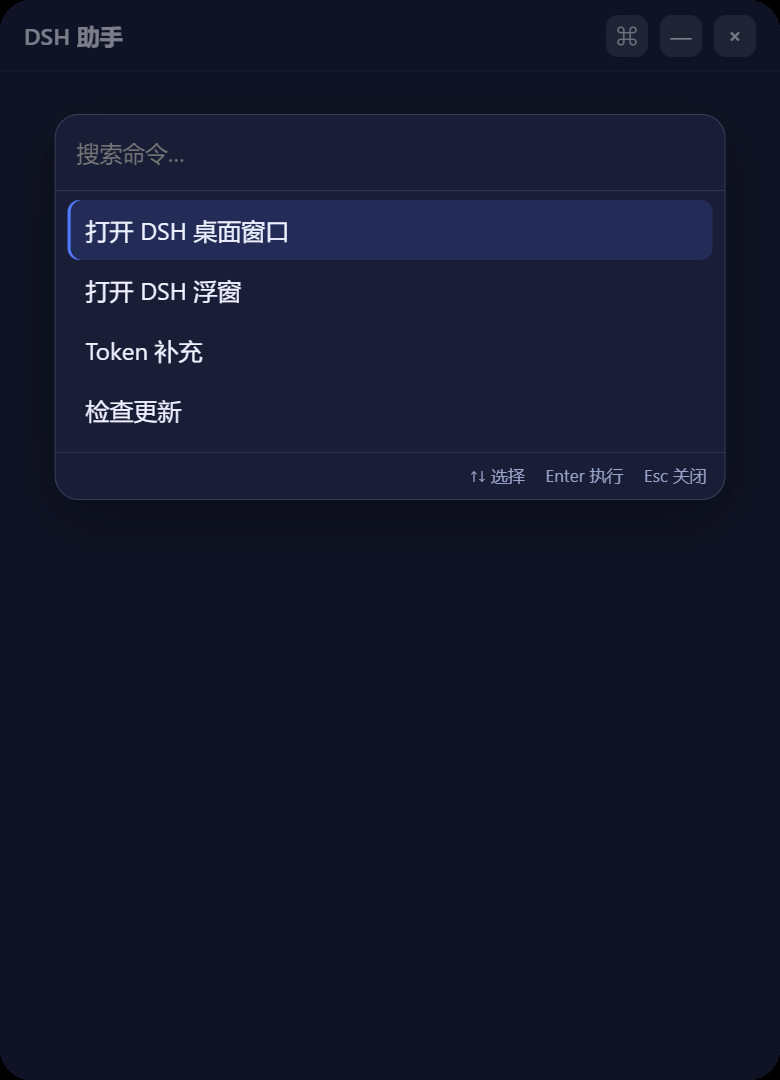 DSH 助手
⌘ — ×
搜索命令...
打开 DSH 桌面窗口
打开 DSH 浮窗
Token 补充
检查更新
↑↓ 选择 Enter 执行 Esc 关闭